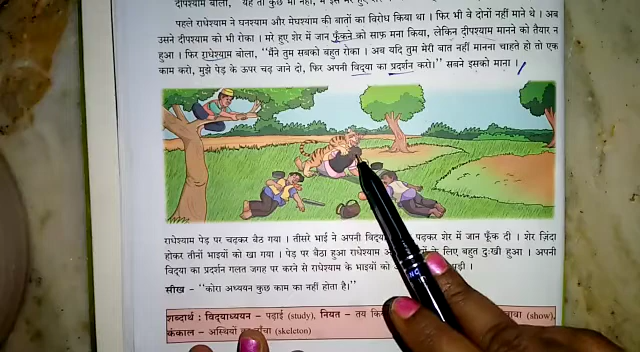 दीपश्याम बोला, "यह तो कुछ भी नहीं,
पहले राधेश्याम ने घनश्याम और मेघश्याम की बातों का विरोध किया था । फिर भी वे दोनों नहीं माने थे । अब
उसने दीपश्याम को भी रोका । मरे हुए शेर में जान फूँकने को साफ़ मना किया, लेकिन दीपश्याम मानने को तैयार न
हुआ । फिर राधेश्याम बोला, "मैंने तुम सबको बहुत रोका । अब यदि तुम मेरी बात नहीं मानना चाहते हो तो एक
काम करो, मुझे पेड़ के ऊपर चढ़ जाने दो, फिर अपनी विद्या का प्रदर्शन करो।" सबने इसको माना ।
राधेश्याम पेड़ पर चढ़कर बैठ गया । तीसरे भाई ने अपनी विद्या पढ़कर शेर में जान फूँक दी । शेर ज़िंदा
होकर तीनों भाइयों को खा गया । पेड़ पर बैठा हुआ राधेश्याम के लिए बहुत दुःखी हुआ । अपनी
विद्या का प्रदर्शन गलत जगह पर करने से राधेश्याम के भाइयों को पड़ी ।
सीख – "कोरा अध्ययन कुछ काम का नहीं होता है।"
शब्दार्थ : विद्याध्ययन – पढ़ाई (study), नियत – तय (show),
कंकाल – अस्थियों ढाँचा (skeleton)